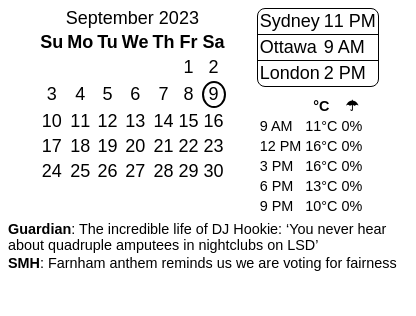 September 2023
Su Mo Tu We Th Fr Sa
1 2
3 4 5 6 7 8 9
10 11 12 13 14 15 16
17 18 19 20 21 22 23
24 25 26 27 28 29 30
Sydney 11 PM
Ottawa 9 AM
London 2 PM
°C ☂
9 AM 11°C 0%
12 PM 16°C 0%
3 PM 16°C 0%
6 PM 13°C 0%
9 PM 10°C 0%
Guardian: The incredible life of DJ Hookie: ‘You never hear
about quadruple amputees in nightclubs on LSD’
SMH: Farnham anthem reminds us we are voting for fairness